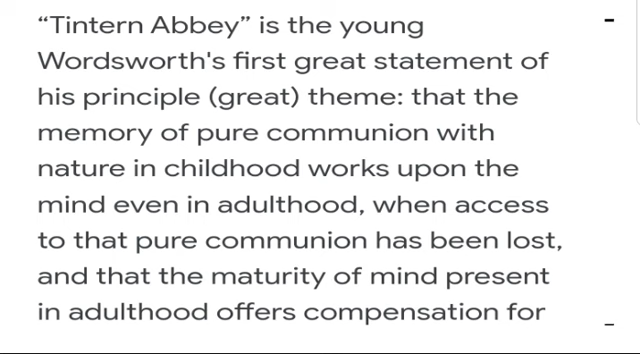 “Tintern Abbey” is the young
Wordsworth's first great statement of
his principle (great) theme: that the
memory of pure communion with
nature in childhood works upon the
mind even in adulthood, when access
to that pure communion has been lost,
and that the maturity of mind present
in adulthood offers compensation for